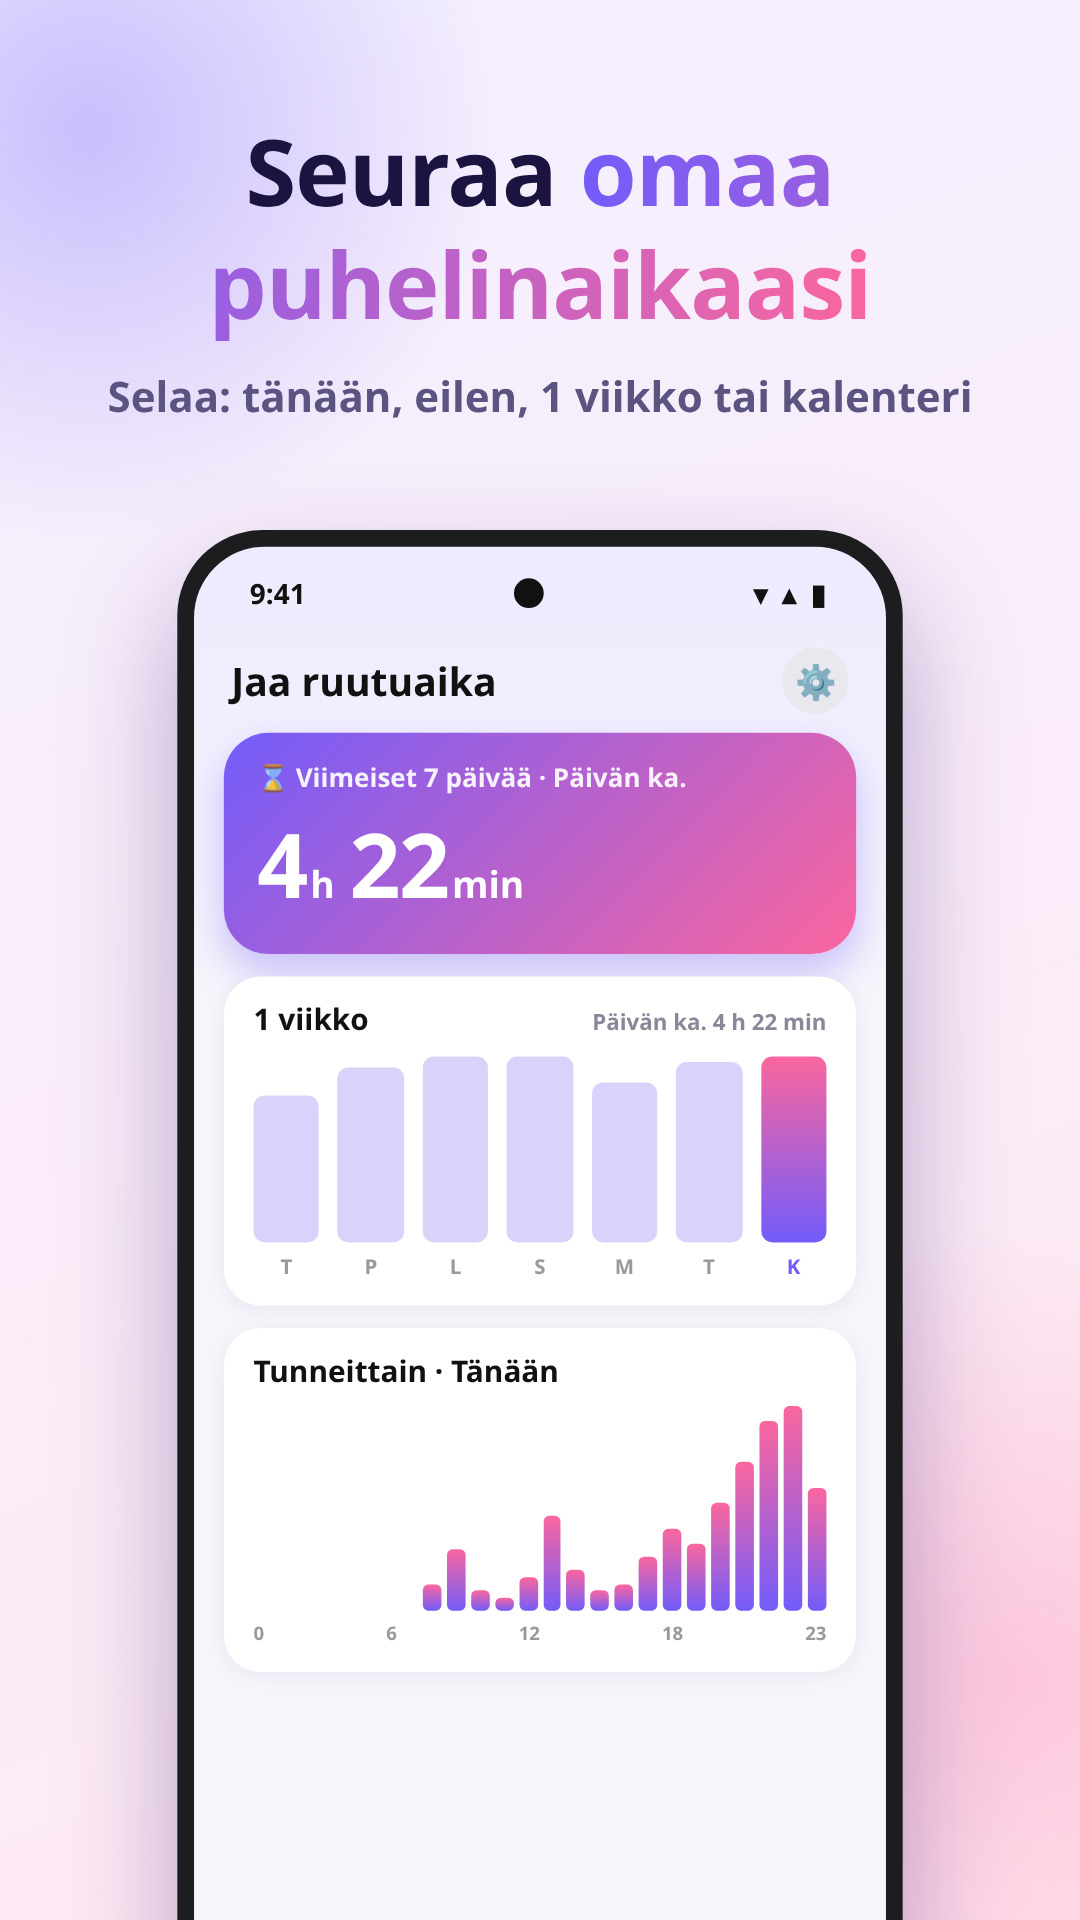 Seuraa omaa
puhelinaikaasi
Selaa: tänään, eilen, 1 viikko tai kalenteri
9:41
Jaa ruutuaika
Viimeiset 7 päivää · Päivän ka.
4h 22min
1 viikko
Päivän ka. 4 h 22 min
T P L S M T K
Tunneittain · Tänään
0 6 12 18 23